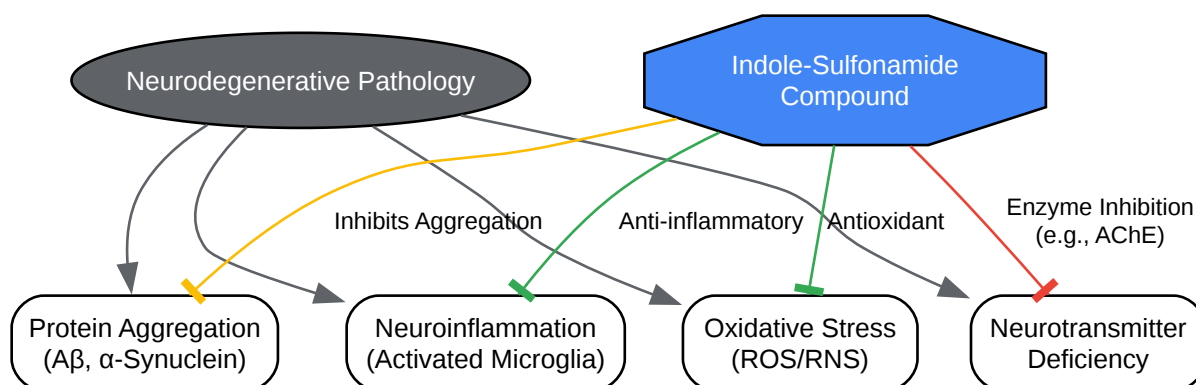 Neurodegenerative Pathology
Indole-Sulfonamide
Compound
Inhibits Aggregation
Anti-inflammatory
Antioxidant
Enzyme Inhibition
(e.g., AChE)
Protein Aggregation
(Aβ, α-Synuclein)
Neuroinflammation
(Activated Microglia)
Oxidative Stress
(ROS/RNS)
Neurotransmitter
Deficiency